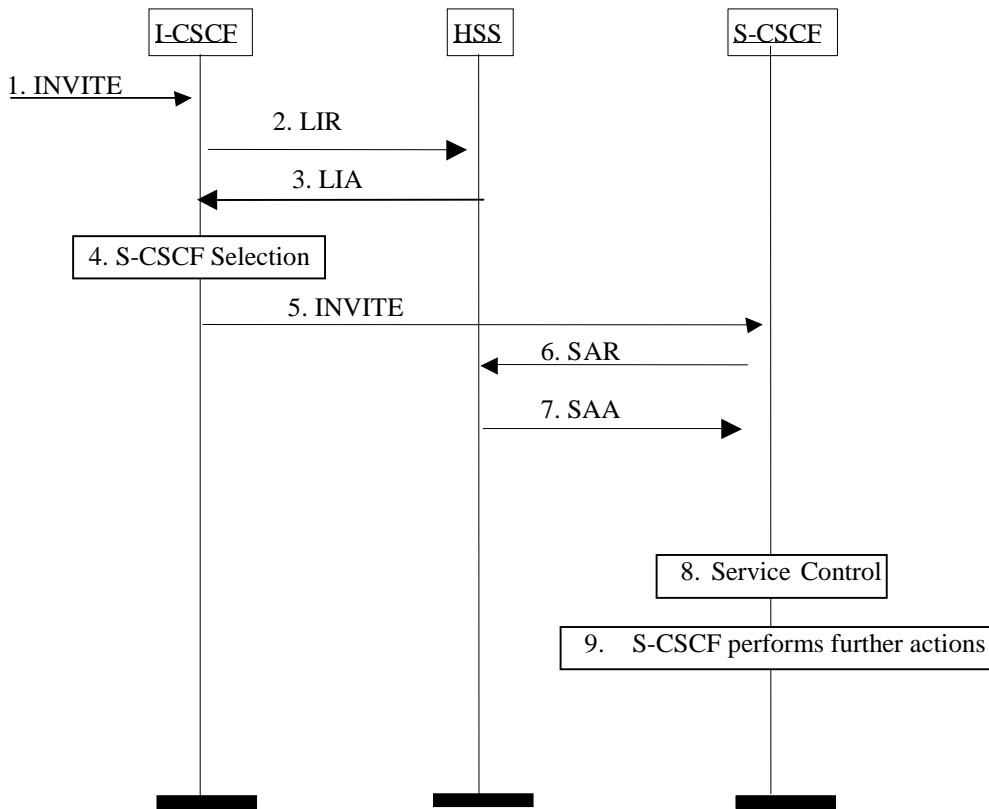 I-CSCF
HSS
S-CSCF
1. INVITE
2. LIR
3. LIA
4. S-CSCF Selection
5. INVITE
6. SAR
7. SAA
8. Service Control
9. S-CSCF performs further actions